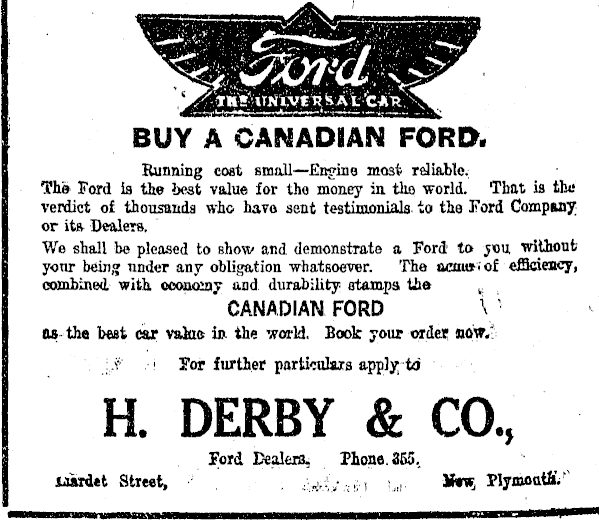 Ford
THE UNIVERSAL CAR
BUY A CANADIAN FORD.
Running cost small—Engine most reliable.
The Ford is the best value for the money in the world. That is the
verdict of thousands who have sent testimonials to the Ford Company
or its Dealers.
We shall be pleased to show and demonstrate a Ford to you without
your being under any obligation whatsoever. The acme of efficiency,
combined with economy and durability stamps the
CANADIAN FORD
as the best car value in the world. Book your order now.
For further particulars apply to
H. DERBY & CO.,
Ford Dealers, Phone 355,
Liardet Street, New Plymouth.